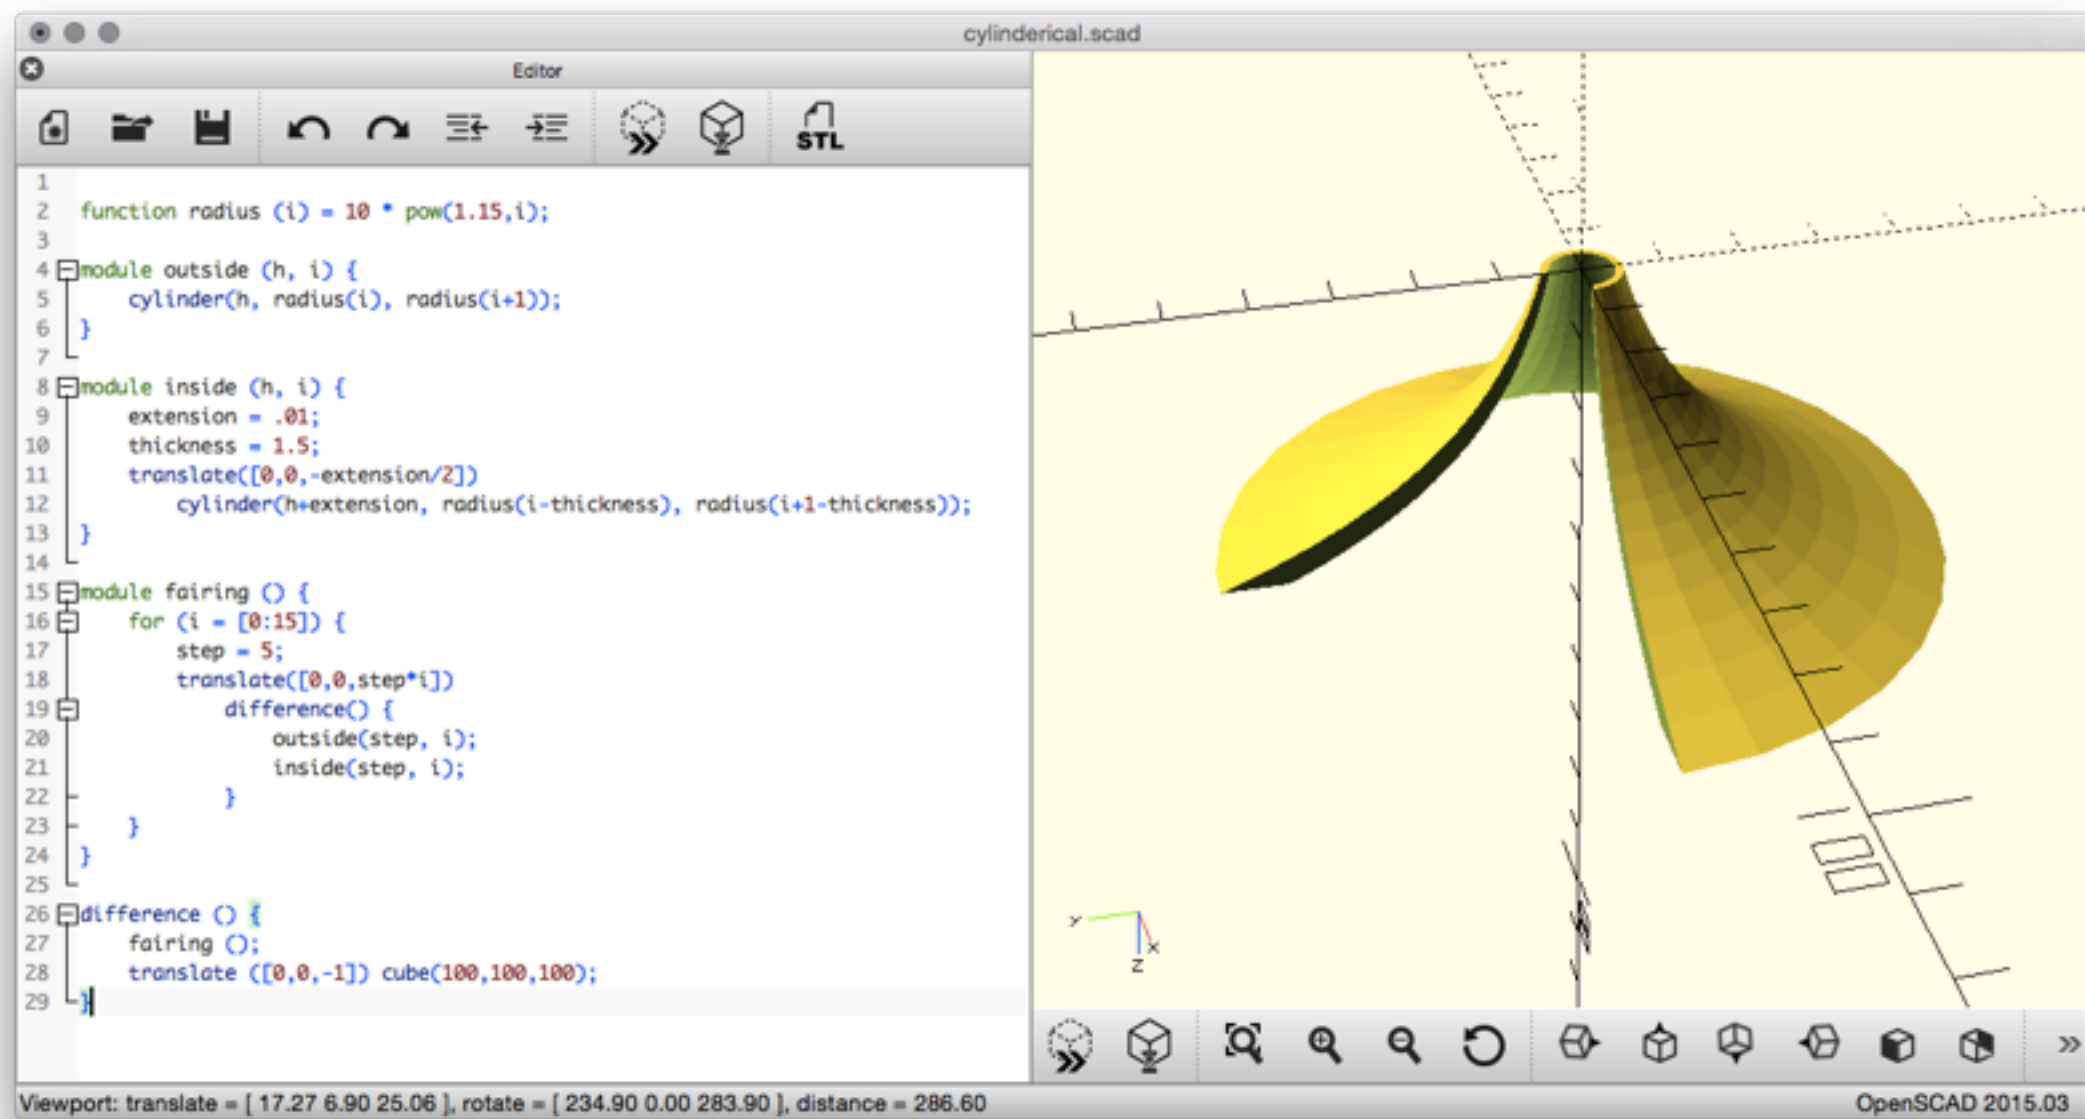 cylinderical.scad
Editor
STL
1
2 function radius (i) = 10 * pow(1.15,i);
3
4 module outside (h, i) {
5 cylinder(h, radius(i), radius(i+1));
6 }
7
8 module inside (h, i) {
9 extension = .01;
10 thickness = 1.5;
11 translate([0,0,-extension/2])
12 cylinder(h+extension, radius(i-thickness), radius(i+1-thickness));
13 }
14
15 module fairing () {
16 for (i = [0:15]) {
17 step = 5;
18 translate([0,0,step*i])
19 difference() {
20 outside(step, i);
21 inside(step, i);
22 }
23 }
24 }
25
26 difference () {
27 fairing ();
28 translate ([0,0,-1]) cube(100,100,100);
29 }
Y
X
Z
Viewport: translate = [ 17.27 6.90 25.06 ], rotate = [ 234.90 0.00 283.90 ], distance = 286.60
OpenSCAD 2015.03